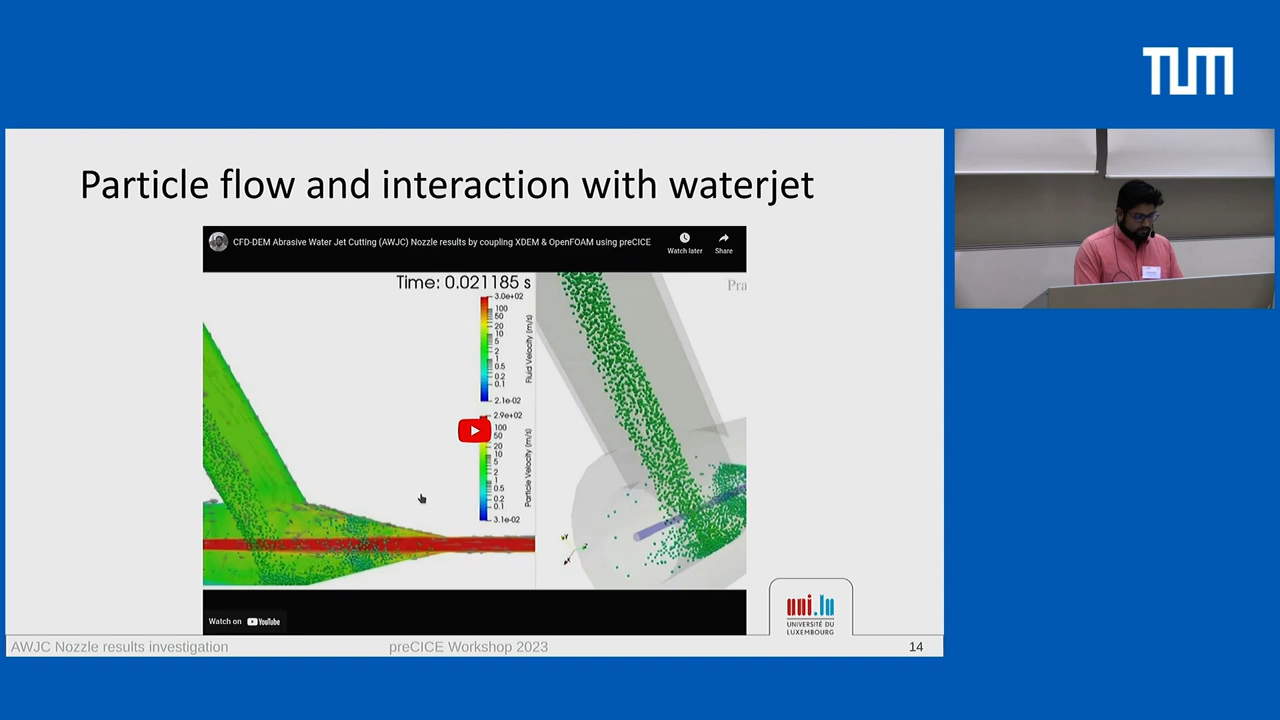 TUM
Particle flow and interaction with waterjet
CFD-DEM Abrasive Water Jet Cutting (AWJC) Nozzle results by coupling XDEM & OpenFOAM using preCICE
Watch later
Share
Time: 0.021185 s
Pra
3.0e+02
100
50
20
10
5
2
1
0.5
0.2
0.1
2.1e-02
Fluid Velocity (m/s)
2.9e+02
100
50
20
10
5
2
1
0.5
0.2
0.1
3.1e-02
Particle Velocity (m/s)
Watch on YouTube
uni.lu
UNIVERSITÉ DU
LUXEMBOURG
AWJC Nozzle results investigation
preCICE Workshop 2023
14